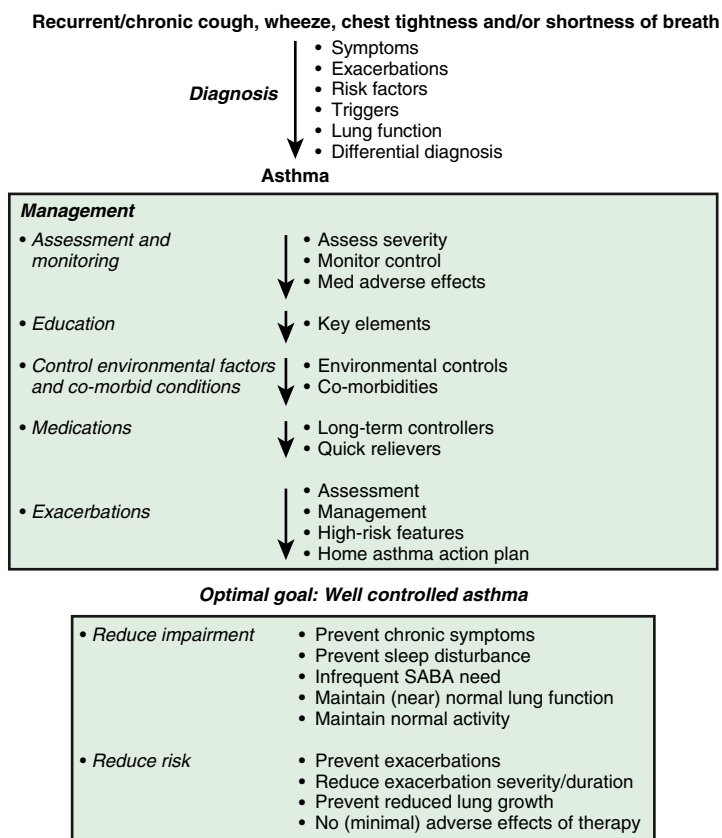 Recurrent/chronic cough, wheeze, chest tightness and/or shortness of breath
Diagnosis
• Symptoms
• Exacerbations
• Risk factors
• Triggers
• Lung function
• Differential diagnosis
Asthma
Management
• Assessment and
monitoring
• Assess severity
• Monitor control
• Med adverse effects
• Education
• Key elements
• Control environmental factors
and co-morbid conditions
• Environmental controls
• Co-morbidities
• Medications
• Long-term controllers
• Quick relievers
• Exacerbations
• Assessment
• Management
• High-risk features
• Home asthma action plan
Optimal goal: Well controlled asthma
• Reduce impairment
• Prevent chronic symptoms
• Prevent sleep disturbance
• Infrequent SABA need
• Maintain (near) normal lung function
• Maintain normal activity
• Reduce risk
• Prevent exacerbations
• Reduce exacerbation severity/duration
• Prevent reduced lung growth
• No (minimal) adverse effects of therapy